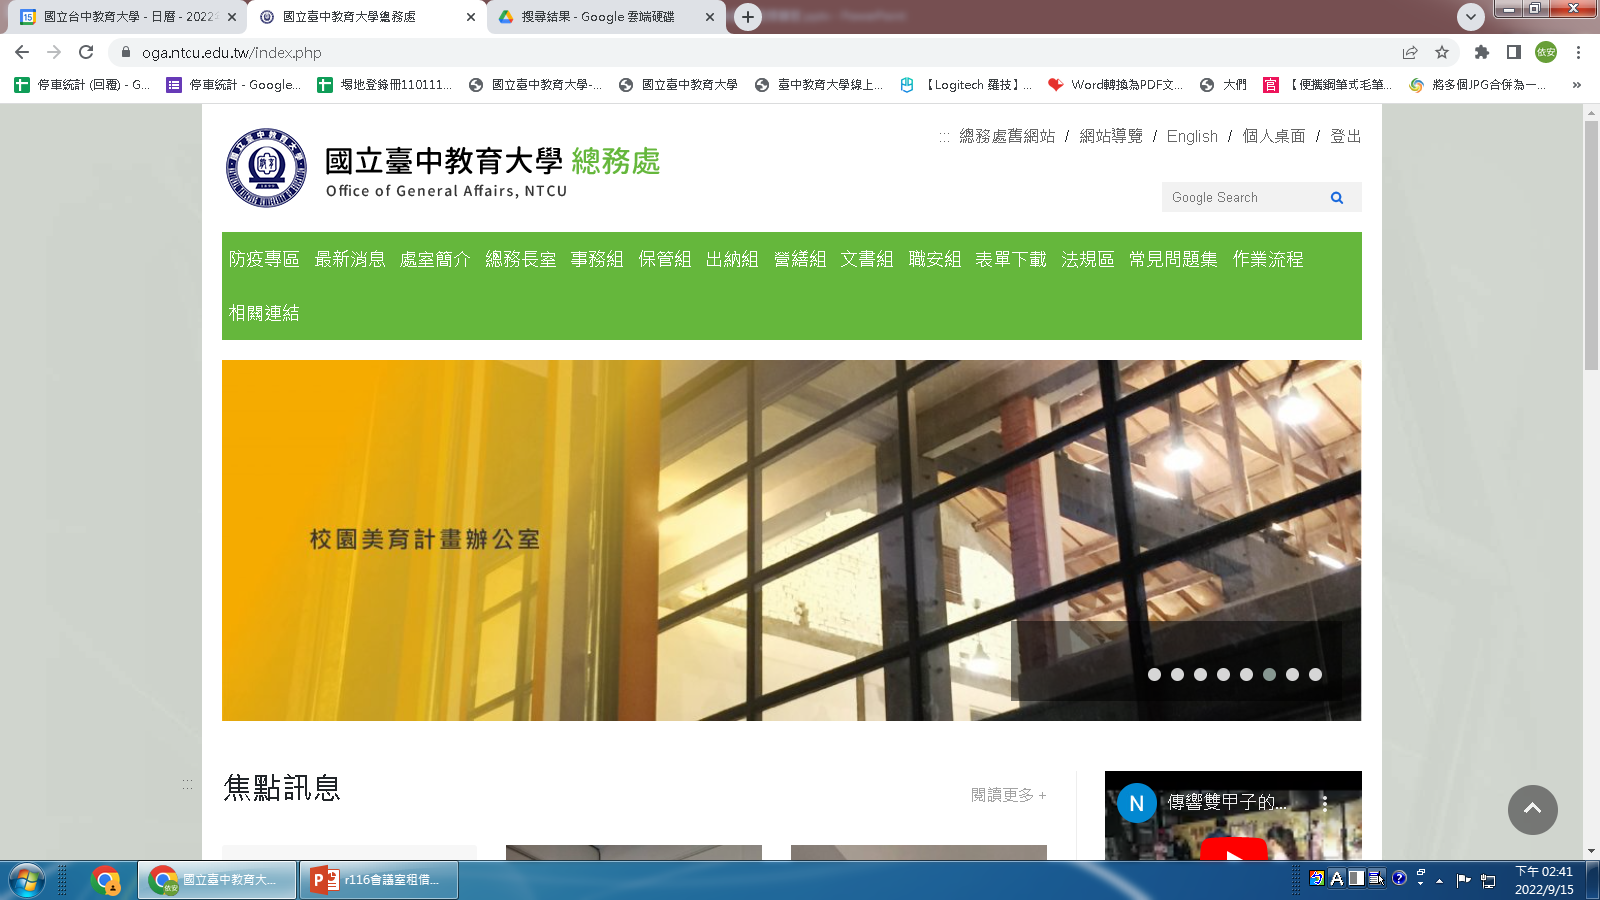 國立台中教育大學 - 日曆 - 2022年
國立臺中教育大學總務處
搜尋結果 - Google 雲端硬碟
oga.ntcu.edu.tw/index.php
停車統計 (回覆) - G...
停車統計 - Google...
場地登錄冊110111...
國立臺中教育大學-...
國立臺中教育大學
臺中教育大學線上...
【Logitech 羅技】...
Word轉換為PDF文...
大們
【便攜鋼筆式毛筆...
將多個JPG合併為一...
»
國立臺中教育大學 總務處
Office of General Affairs, NTCU
::: 總務處舊網站 / 網站導覽 / English / 個人桌面 / 登出
Google Search
防疫專區 最新消息 處室簡介 總務長室 事務組 保管組 出納組 營繕組 文書組 職安組 表單下載 法規區 常見問題集 作業流程
相關連結
校園美育計畫辦公室
:::
焦點訊息
閱讀更多 +
N 傳響雙甲子的...
依安
國立臺中教育大...
r116會議室租借...
下午 02:41
2022/9/15